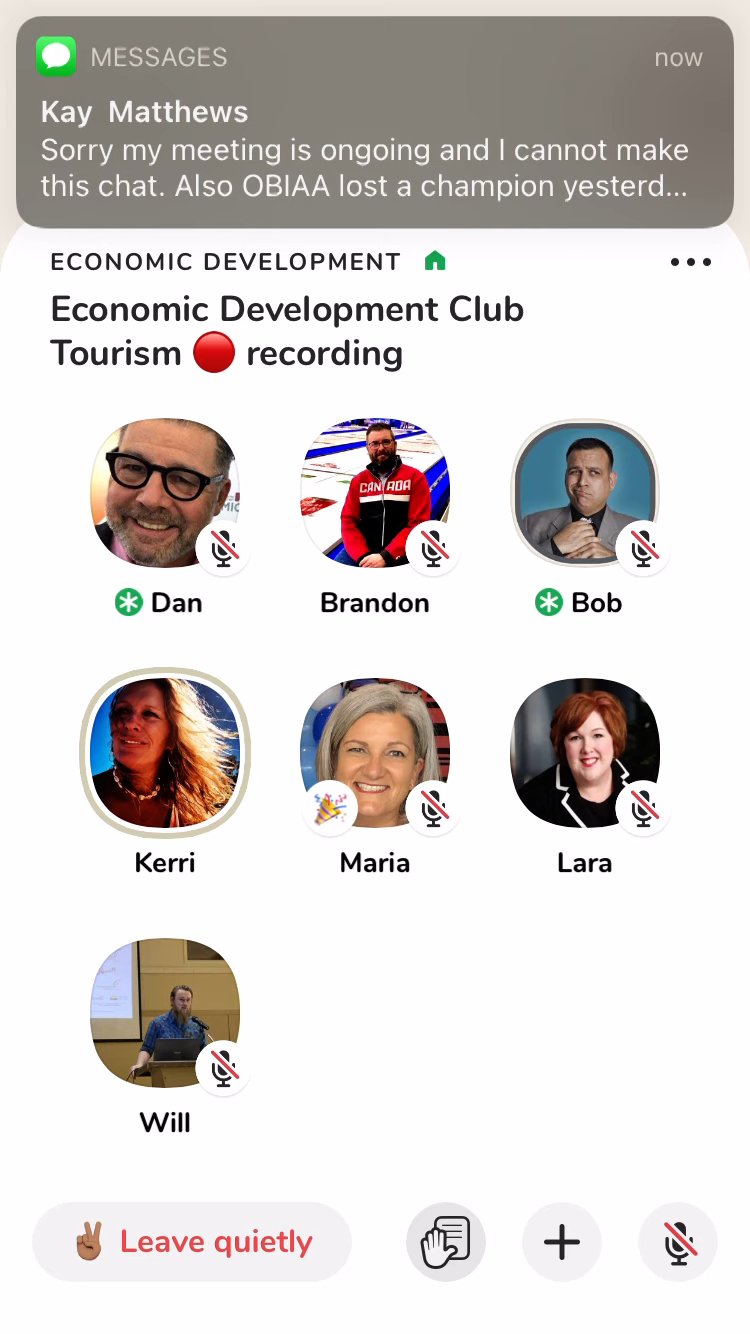 MESSAGES now
Kay Matthews
Sorry my meeting is ongoing and I cannot make
this chat. Also OBIAA lost a champion yesterd...
ECONOMIC DEVELOPMENT
Economic Development Club
Tourism 🔴 recording
CANADA
Dan
Brandon
Bob
Kerri
Maria
Lara
Will
✌🏽 Leave quietly